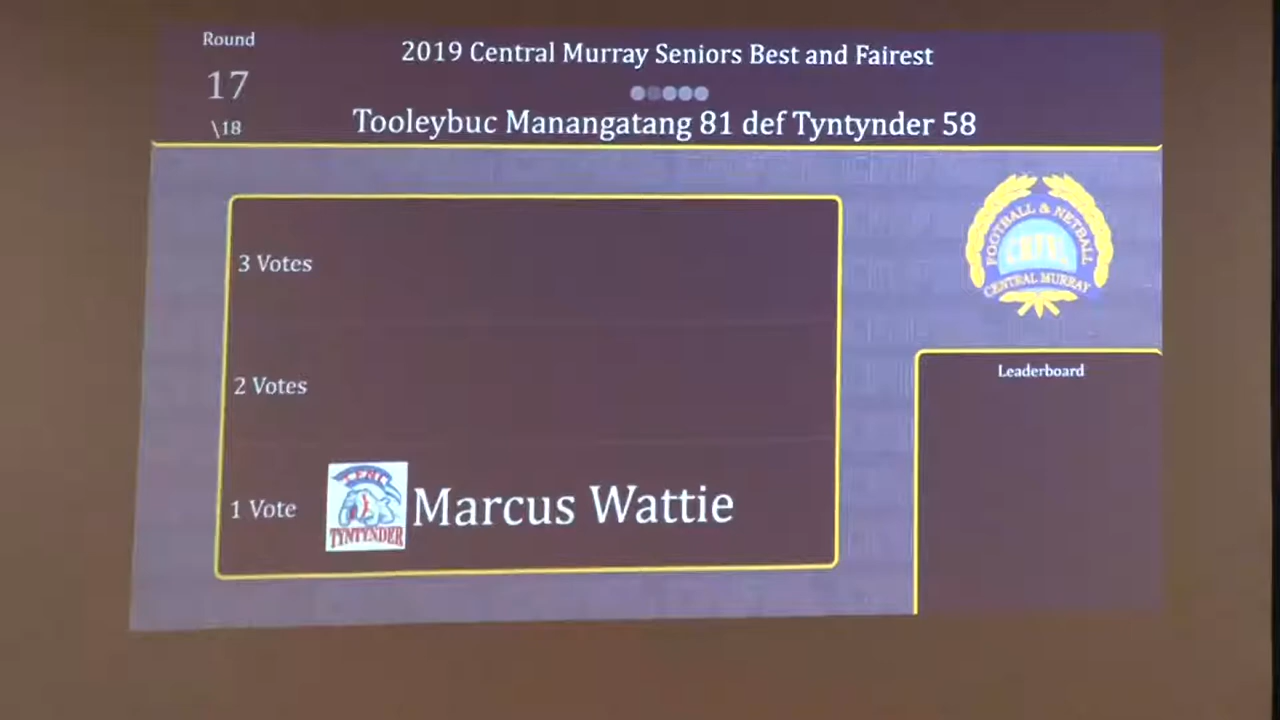 Round
17
\18
2019 Central Murray Seniors Best and Fairest
Tooleybuc Manangatang 81 def Tyntynder 58
FOOTBALL & NETBALL
CENTRAL MURRAY
3 Votes
2 Votes
1 Vote
TYNTYNDER
Marcus Wattie
Leaderboard